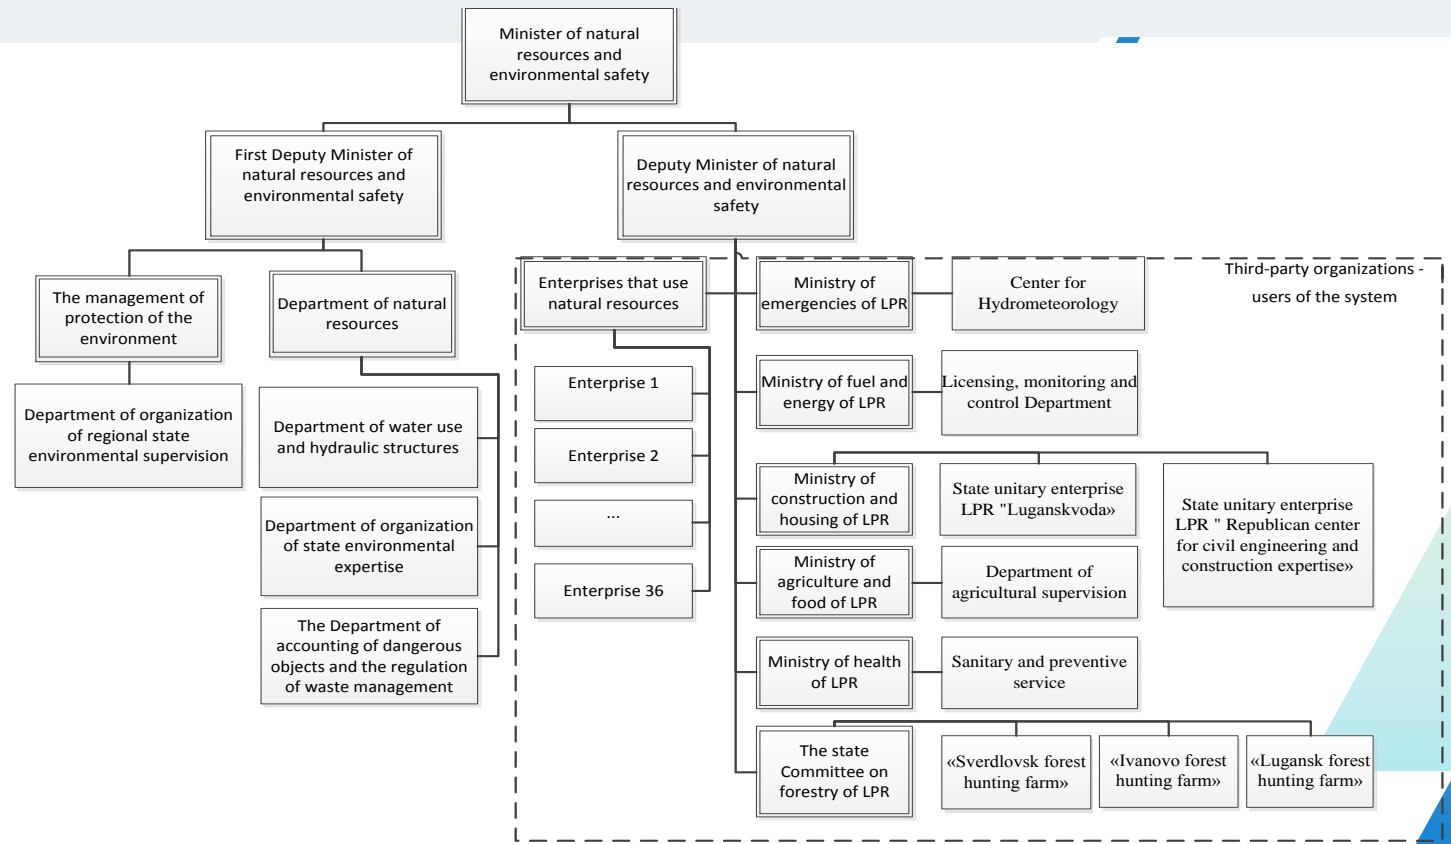 Minister of natural
resources and
environmental safety
First Deputy Minister of
natural resources and
environmental safety
Deputy Minister of natural
resources and environmental
safety
The management of
protection of the
environment
Department of natural
resources
Department of organization
of regional state
environmental supervision
Department of water use
and hydraulic structures
Department of organization
of state environmental
expertise
The Department of
accounting of dangerous
objects and the regulation
of waste management
Enterprises that use
natural resources
Enterprise 1
Enterprise 2
...
Enterprise 36
Ministry of
emergencies of LPR
Center for
Hydrometeorology
Third-party organizations -
users of the system
Ministry of fuel and
energy of LPR
Licensing, monitoring and
control Department
Ministry of
construction and
housing of LPR
State unitary enterprise
LPR "Luganskvoda»
State unitary enterprise
LPR " Republican center
for civil engineering and
construction expertise»
Ministry of
agriculture and
food of LPR
Department of
agricultural supervision
Ministry of health
of LPR
Sanitary and preventive
service
The state
Committee on
forestry of LPR
«Sverdlovsk forest
hunting farm»
«Ivanovo forest
hunting farm»
«Lugansk forest
hunting farm»